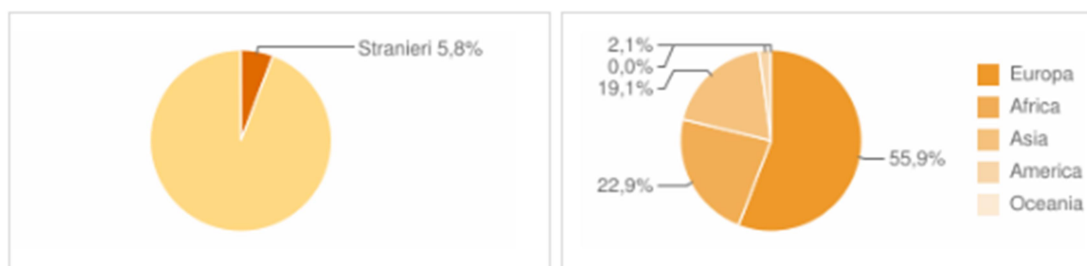 Stranieri 5,8%
2,1%
0,0%
19,1%
22,9%
55,9%
Europa
Africa
Asia
America
Oceania